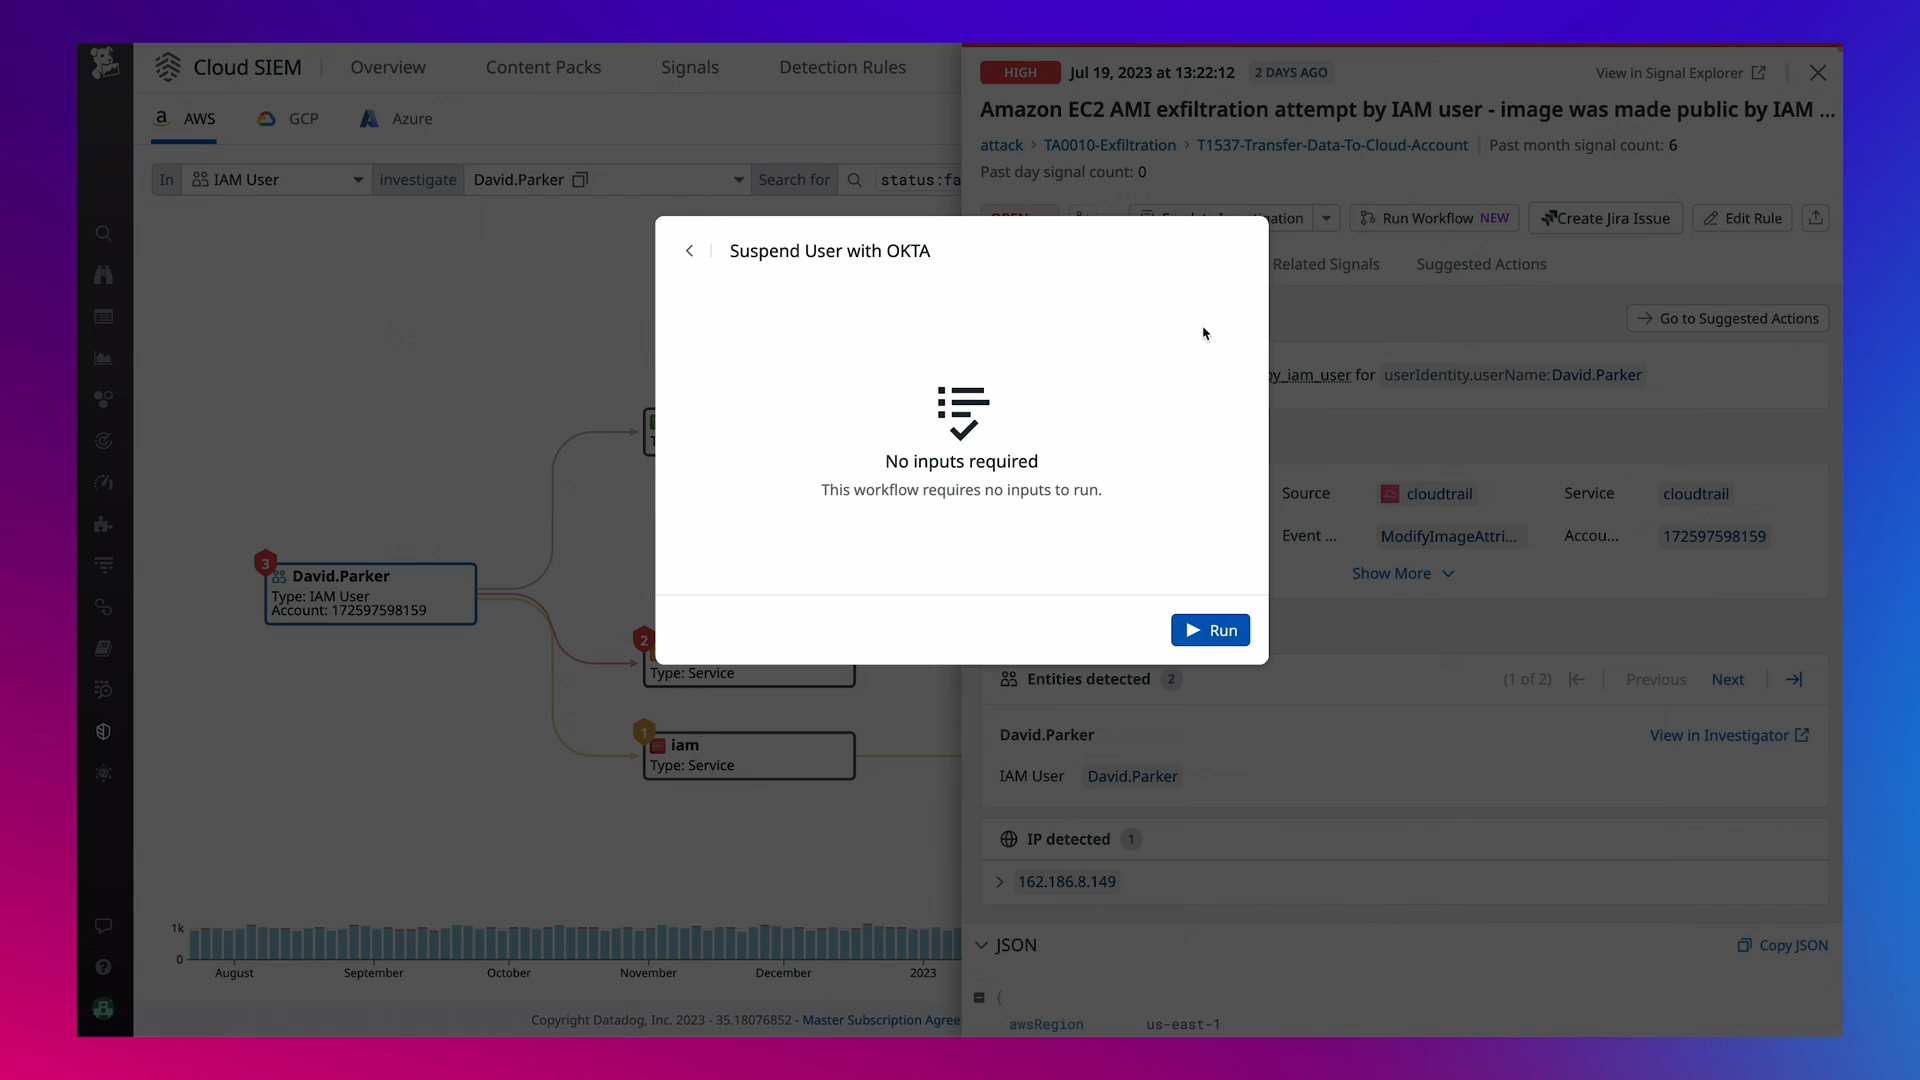 Cloud SIEM
Overview
Content Packs
Signals
Detection Rules
AWS
GCP
Azure
In
IAM User
investigate
David.Parker
Search for
status:fa
HIGH
Jul 19, 2023 at 13:22:12
2 DAYS AGO
View in Signal Explorer
Amazon EC2 AMI exfiltration attempt by IAM user - image was made public by IAM ...
attack › TA0010-Exfiltration › T1537-Transfer-Data-To-Cloud-Account
Past month signal count: 6
Past day signal count: 0
Run Workflow NEW
Create Jira Issue
Edit Rule
Related Signals
Suggested Actions
Go to Suggested Actions
by_iam_user for userIdentity.userName:David.Parker
Suspend User with OKTA
No inputs required
This workflow requires no inputs to run.
Run
3
David.Parker
Type: IAM User
Account: 172597598159
2
Type: Service
1
iam
Type: Service
Source
cloudtrail
Service
cloudtrail
Event ...
ModifyImageAttri...
Accou...
172597598159
Show More
Entities detected 2
(1 of 2)
Previous
Next
David.Parker
View in Investigator
IAM User
David.Parker
IP detected 1
162.186.8.149
JSON
Copy JSON
{
awsRegion
us-east-1
1k
0
August
September
October
November
December
2023
Copyright Datadog, Inc. 2023 - 35.18076852 - Master Subscription Agree